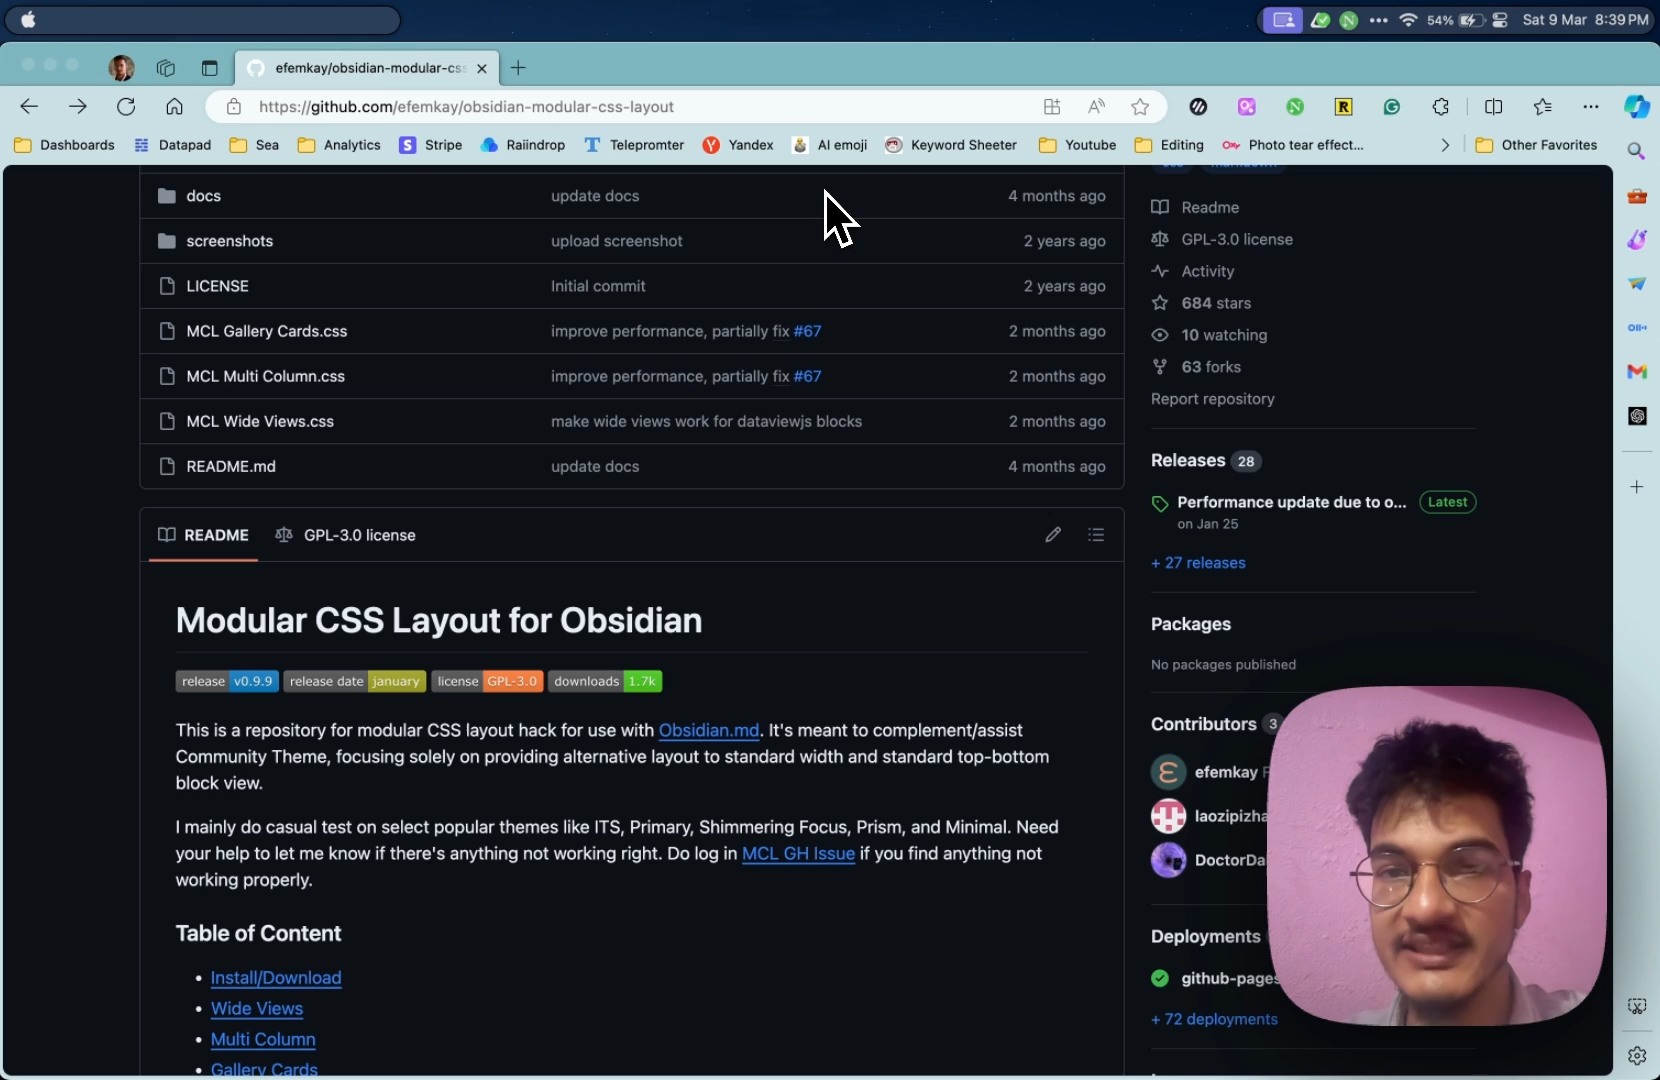 54%
Sat 9 Mar 8:39 PM
efemkay/obsidian-modular-css
https://github.com/efemkay/obsidian-modular-css-layout
Dashboards Datapad Sea Analytics Stripe Raiindrop Telepromter Yandex AI emoji Keyword Sheeter Youtube Editing Photo tear effect... Other Favorites
docs update docs 4 months ago
screenshots upload screenshot 2 years ago
LICENSE Initial commit 2 years ago
MCL Gallery Cards.css improve performance, partially fix #67 2 months ago
MCL Multi Column.css improve performance, partially fix #67 2 months ago
MCL Wide Views.css make wide views work for dataviewjs blocks 2 months ago
README.md update docs 4 months ago
README GPL-3.0 license
Modular CSS Layout for Obsidian
release v0.9.9 release date january license GPL-3.0 downloads 1.7k
This is a repository for modular CSS layout hack for use with Obsidian.md. It's meant to complement/assist
Community Theme, focusing solely on providing alternative layout to standard width and standard top-bottom
block view.
I mainly do casual test on select popular themes like ITS, Primary, Shimmering Focus, Prism, and Minimal. Need
your help to let me know if there's anything not working right. Do log in MCL GH Issue if you find anything not
working properly.
Table of Content
• Install/Download
• Wide Views
• Multi Column
• Gallery Cards
Readme
GPL-3.0 license
Activity
684 stars
10 watching
63 forks
Report repository
Releases 28
Performance update due to o... Latest
on Jan 25
+ 27 releases
Packages
No packages published
Contributors 3
efemkay F
laozipizha
DoctorDa
Deployments
github-pages
+ 72 deployments